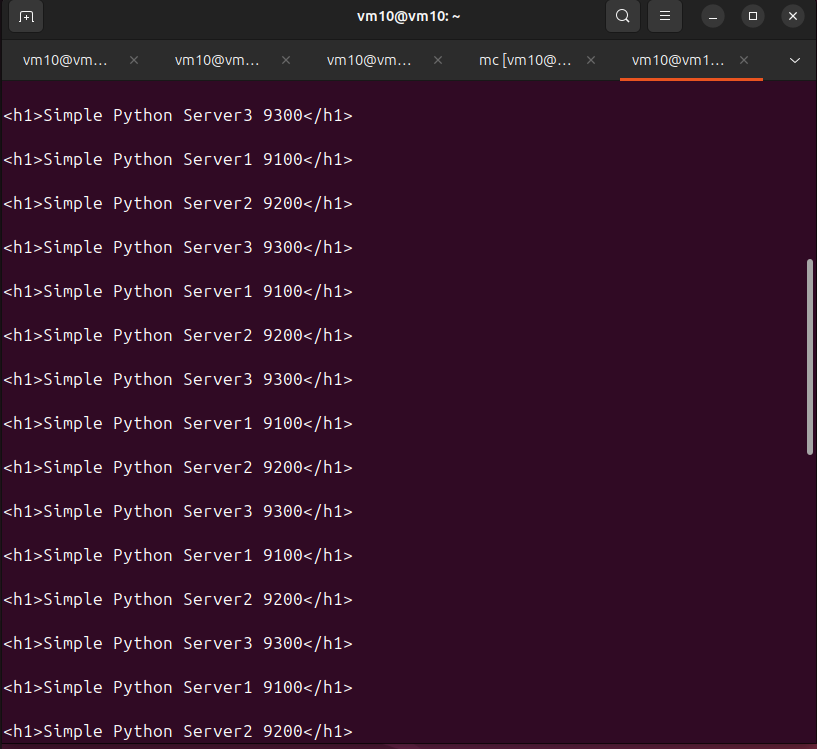 vm10@vm10: ~
vm10@vm... vm10@vm... vm10@vm... mc [vm10@... vm10@vm1...
<h1>Simple Python Server3 9300</h1>
<h1>Simple Python Server1 9100</h1>
<h1>Simple Python Server2 9200</h1>
<h1>Simple Python Server3 9300</h1>
<h1>Simple Python Server1 9100</h1>
<h1>Simple Python Server2 9200</h1>
<h1>Simple Python Server3 9300</h1>
<h1>Simple Python Server1 9100</h1>
<h1>Simple Python Server2 9200</h1>
<h1>Simple Python Server3 9300</h1>
<h1>Simple Python Server1 9100</h1>
<h1>Simple Python Server2 9200</h1>
<h1>Simple Python Server3 9300</h1>
<h1>Simple Python Server1 9100</h1>
<h1>Simple Python Server2 9200</h1>